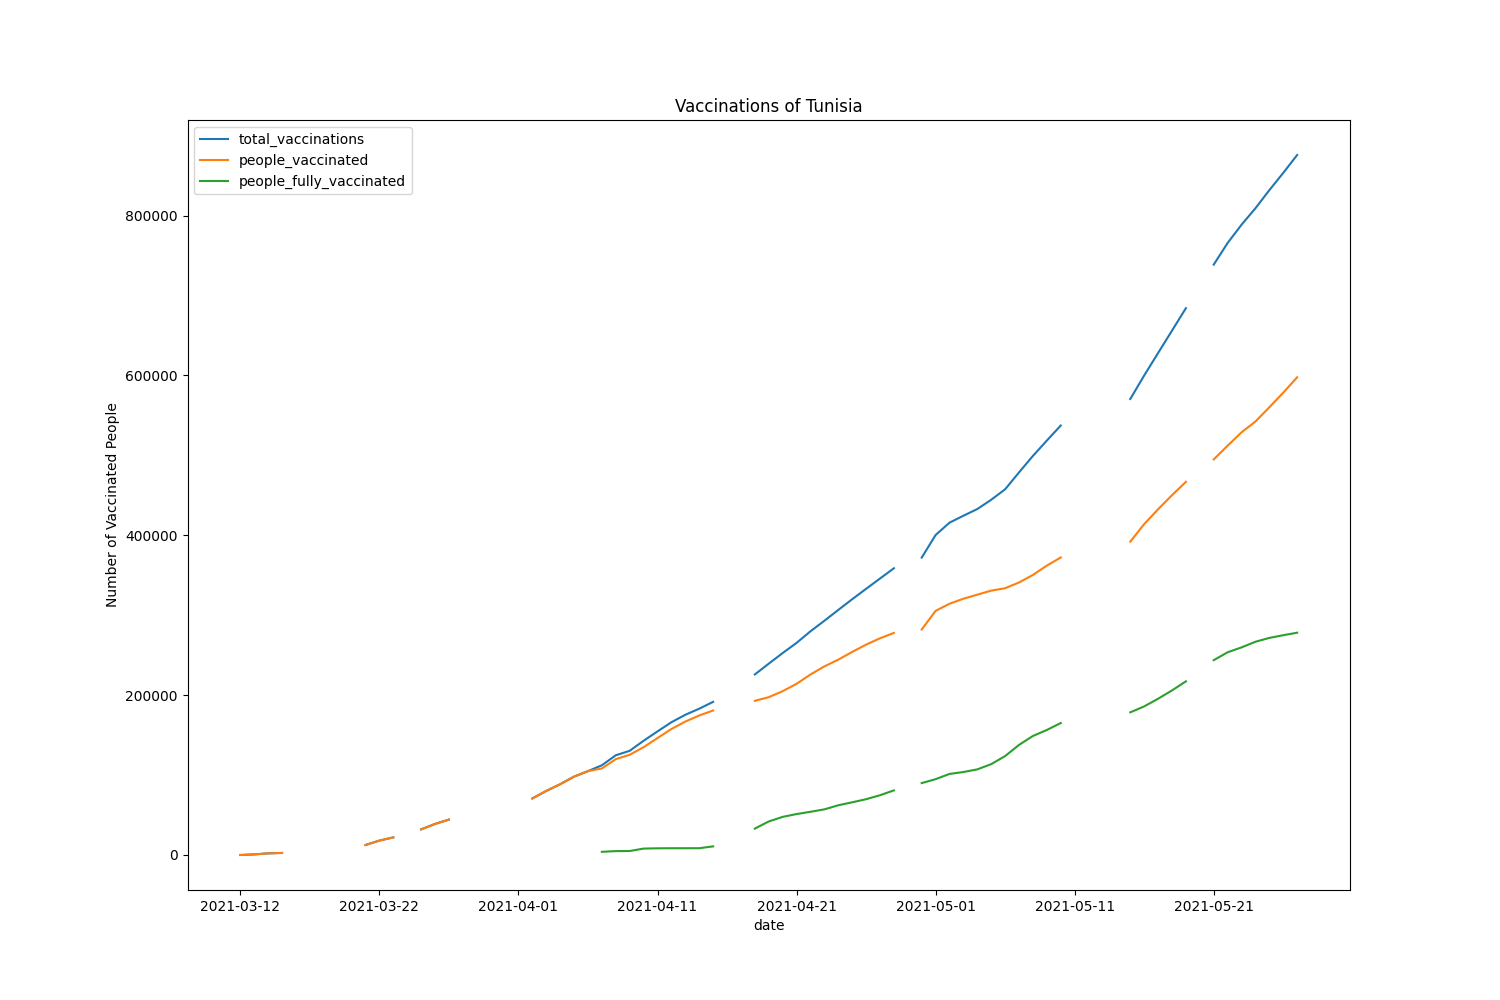 Vaccinations of Tunisia
total_vaccinations
people_vaccinated
people_fully_vaccinated
Number of Vaccinated People
800000
600000
400000
200000
0
2021-03-12 2021-03-22 2021-04-01 2021-04-11 2021-04-21 2021-05-01 2021-05-11 2021-05-21
date